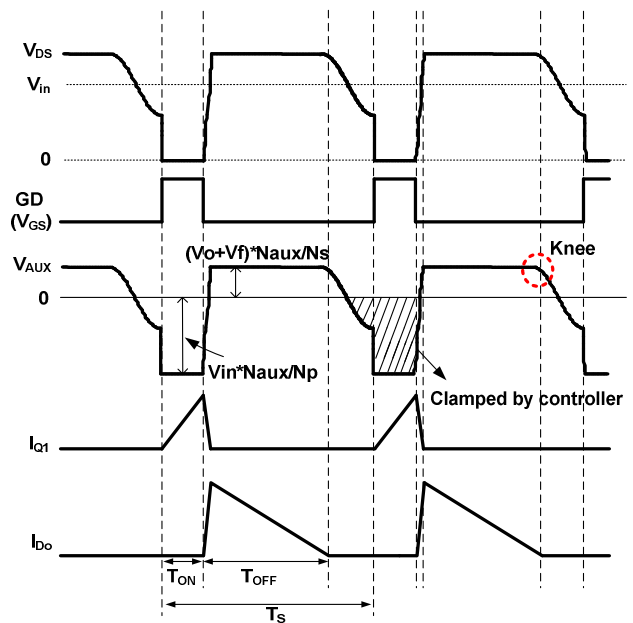 VDS
Vin
0
GD
(VGS)
(Vo+Vf)*Naux/Ns
Knee
VAUX
0
Vin*Naux/Np
Clamped by controller
IQ1
IDo
TON
TOFF
TS